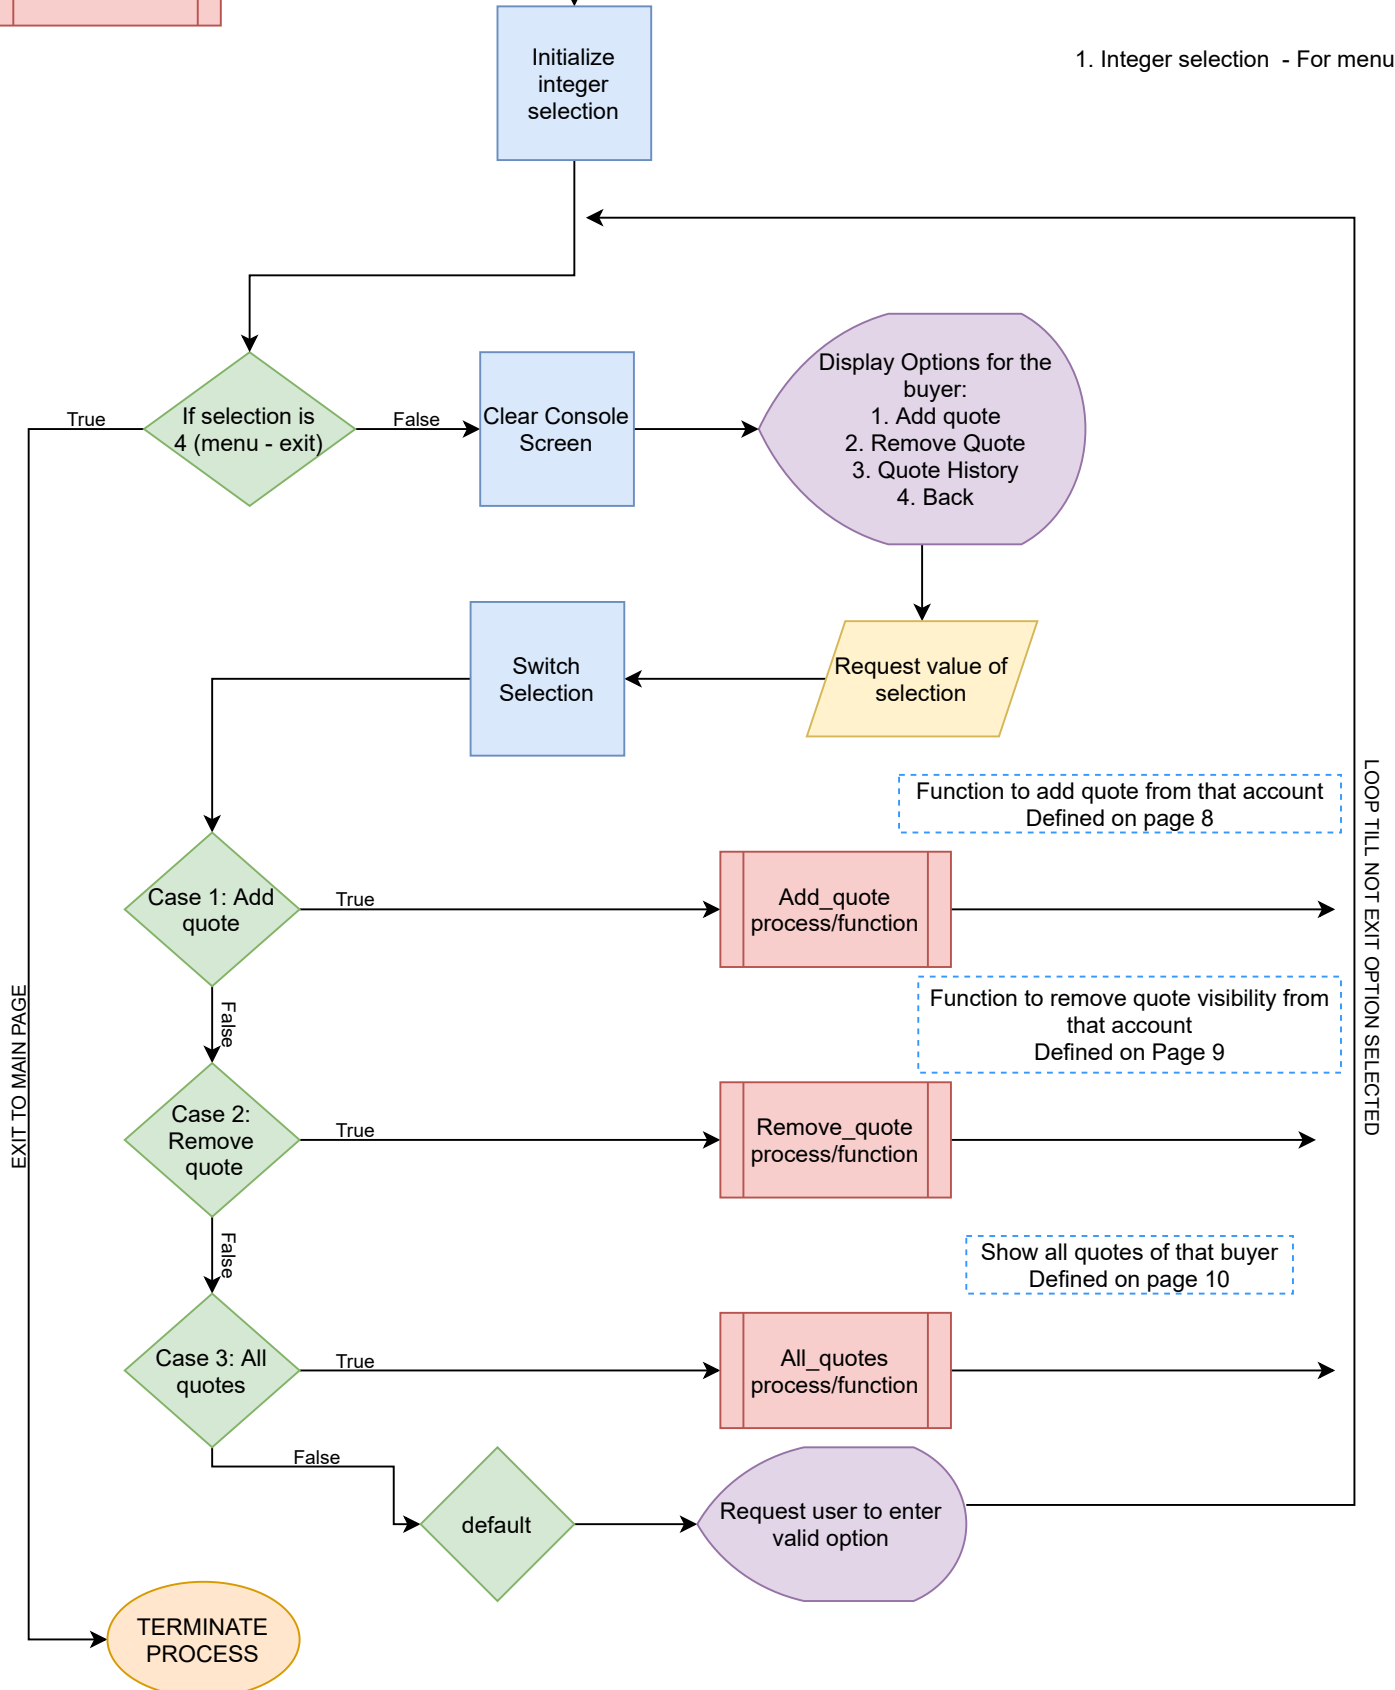 Initialize
integer
selection
1. Integer selection  - For menu
If selection is
4 (menu - exit)
True
False
Clear Console
Screen
Display Options for the
buyer:
1. Add quote
2. Remove Quote
3. Quote History
4. Back
Switch
Selection
Request value of
selection
Function to add quote from that account
Defined on page 8
Case 1: Add
quote
True
Add_quote
process/function
False
Function to remove quote visibility from
that account
Defined on Page 9
Case 2:
Remove
quote
True
Remove_quote
process/function
False
Show all quotes of that buyer
Defined on page 10
Case 3: All
quotes
True
All_quotes
process/function
False
default
Request user to enter
valid option
LOOP TILL NOT EXIT OPTION SELECTED
EXIT TO MAIN PAGE
TERMINATE
PROCESS